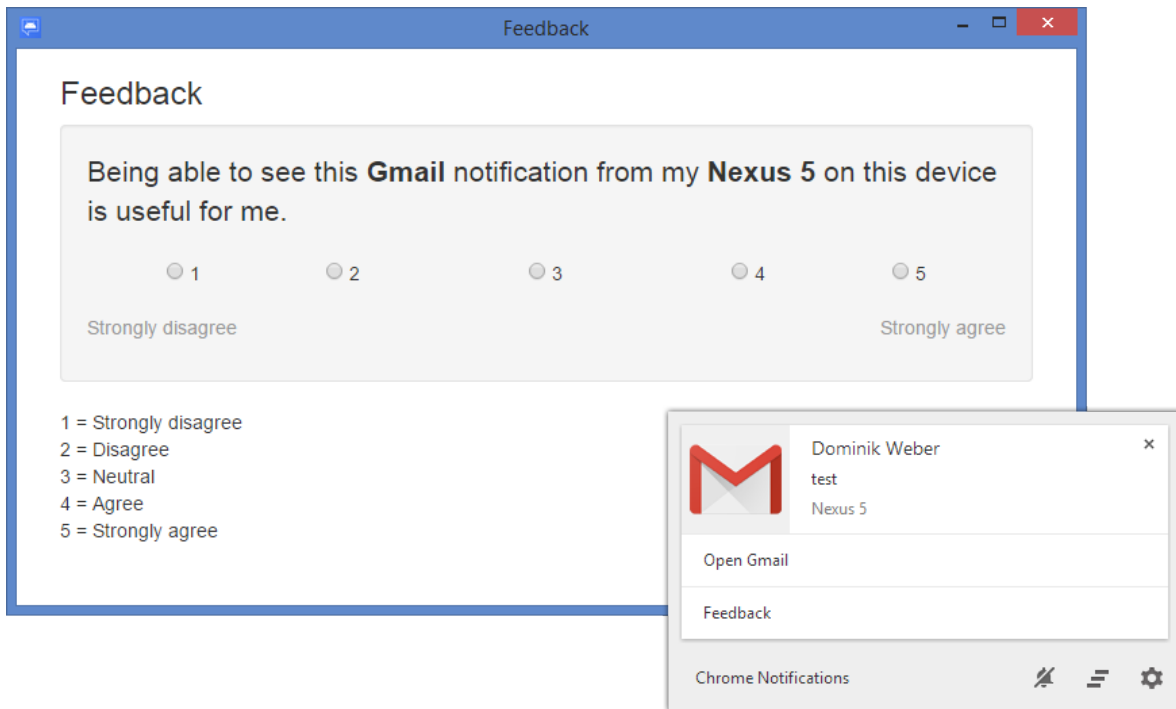 Feedback
Feedback
Being able to see this Gmail notification from my Nexus 5 on this device
is useful for me.
1 2 3 4 5
Strongly disagree Strongly agree
1 = Strongly disagree
2 = Disagree
3 = Neutral
4 = Agree
5 = Strongly agree
Dominik Weber
test
Nexus 5
Open Gmail
Feedback
Chrome Notifications